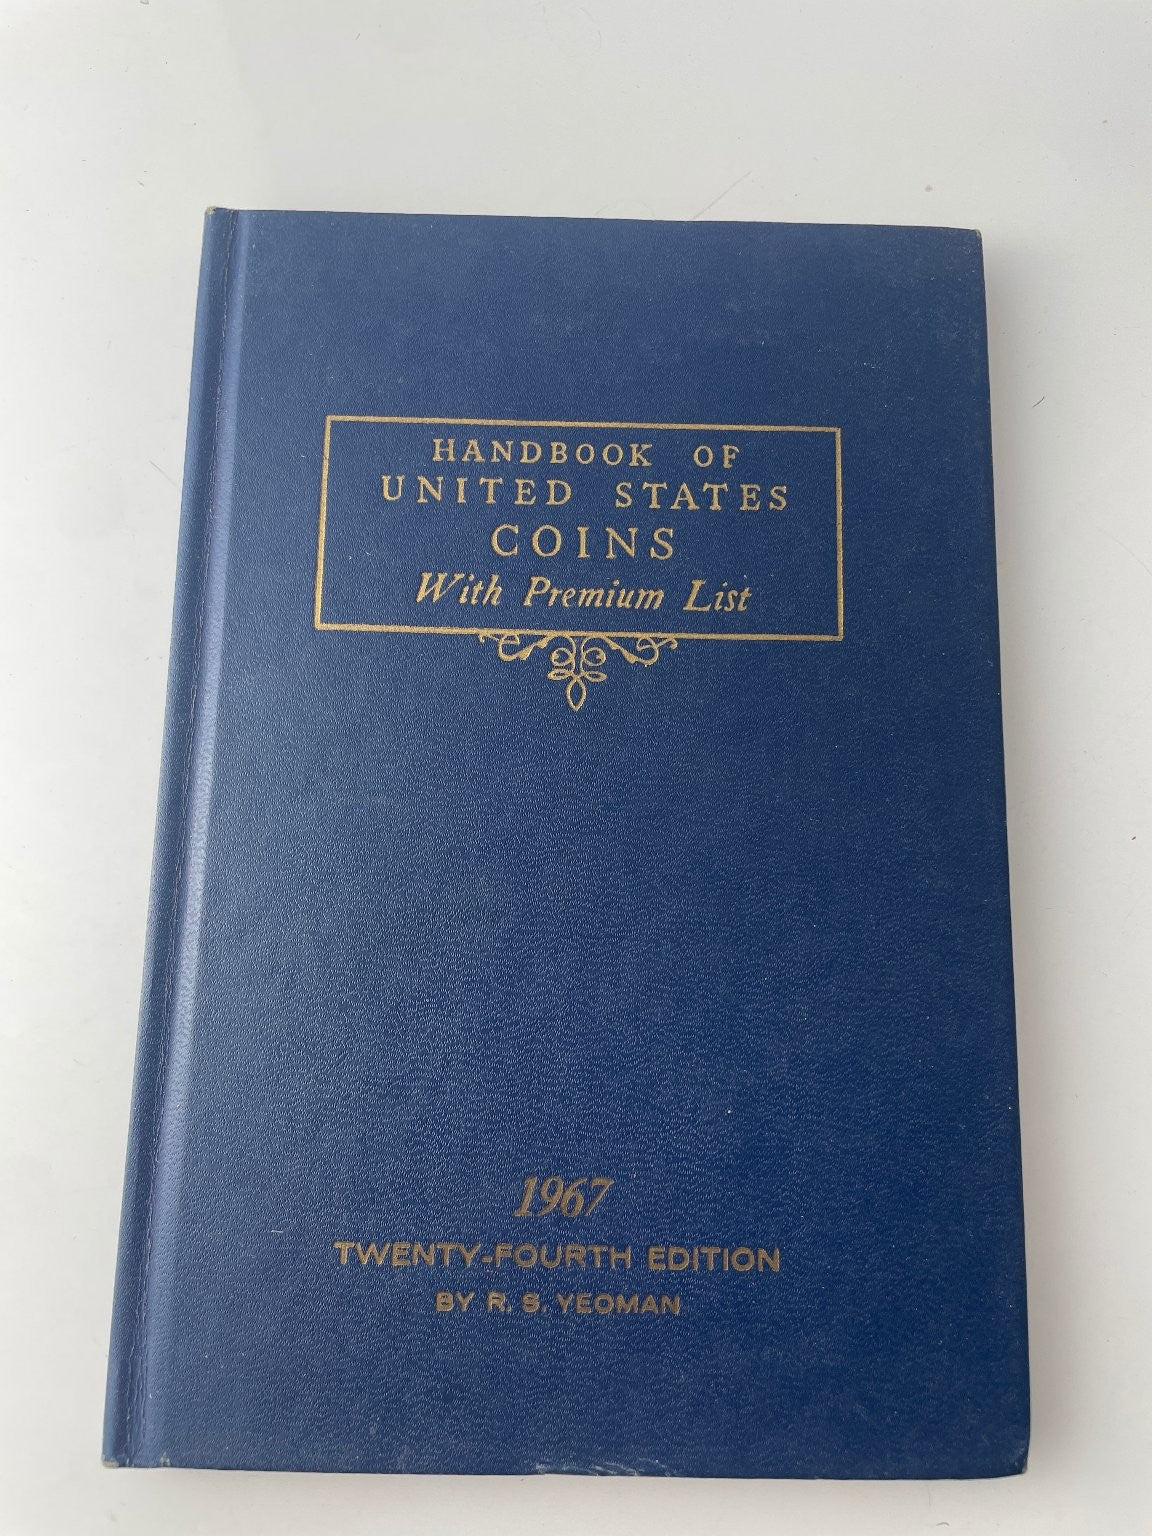 HANDBOOK OF
UNITED STATES
COINS
With Premium List
1967
TWENTY-FOURTH EDITION
BY R. S. YEOMAN